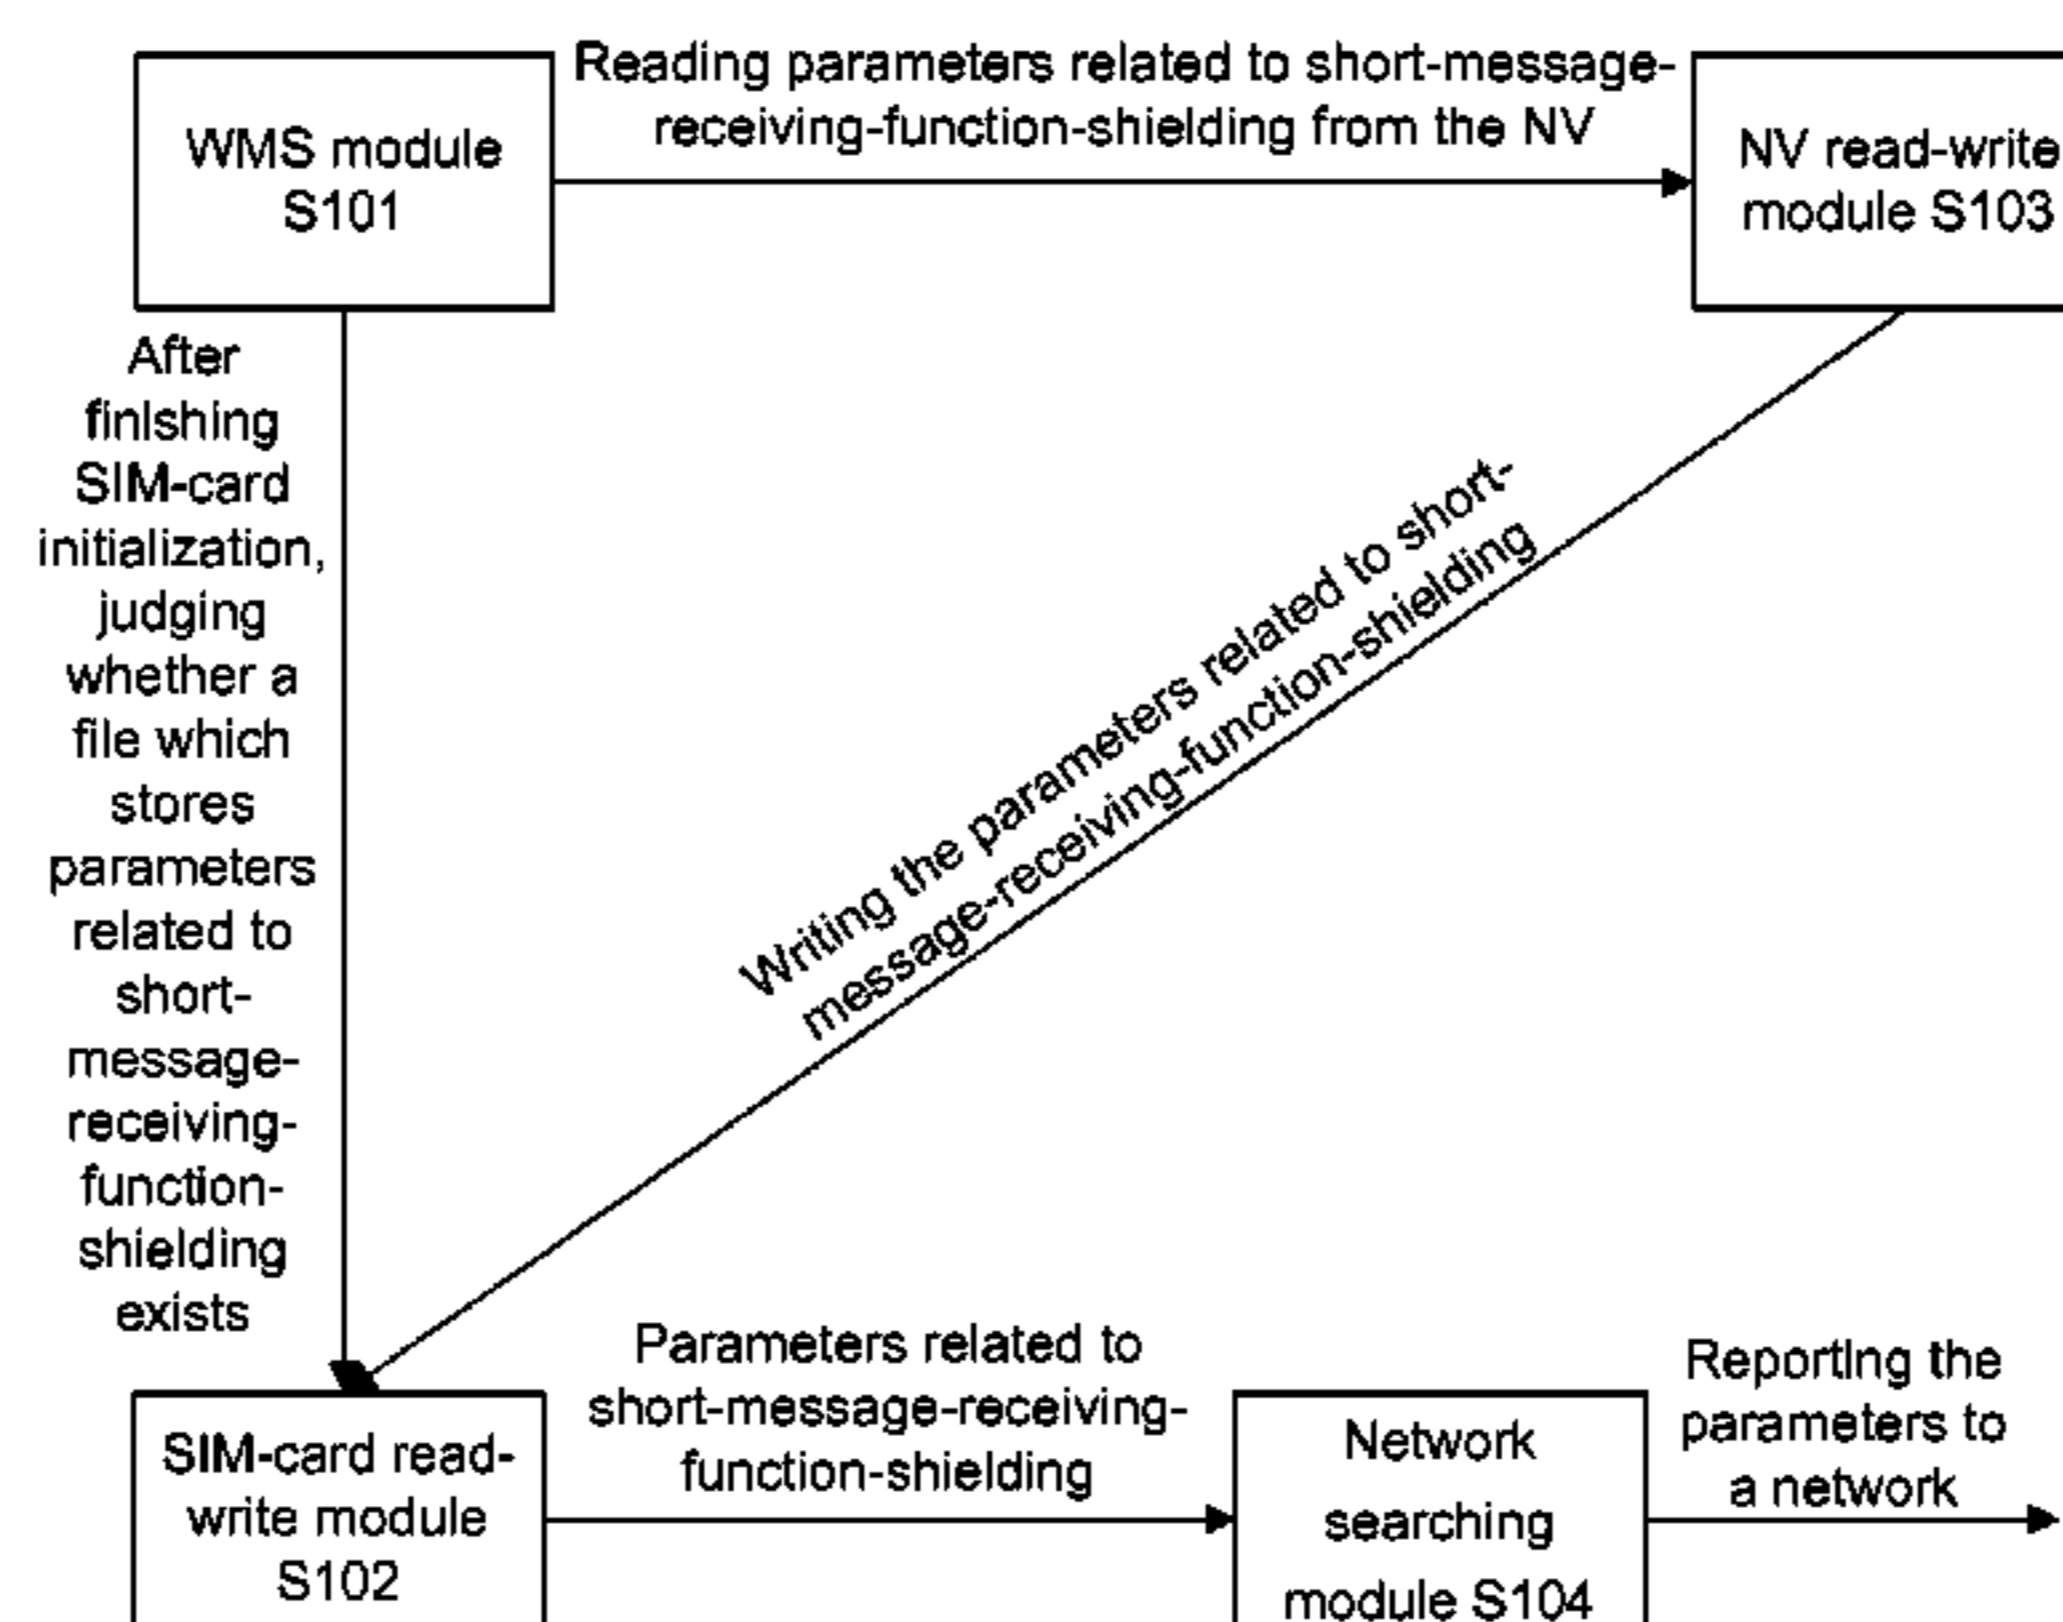 WMS module
S101
Reading parameters related to short-message-
receiving-function-shielding from the NV
NV read-write
module S103
After
finishing
SIM-card
initialization,
judging
whether a
file which
stores
parameters
related to
short-
message-
receiving-
function-
shielding
exists
Writing the parameters related to short-
message-receiving-function-shielding
SIM-card read-
write module
S102
Parameters related to
short-message-receiving-
function-shielding
Network
searching
module S104
Reporting the
parameters to
a network